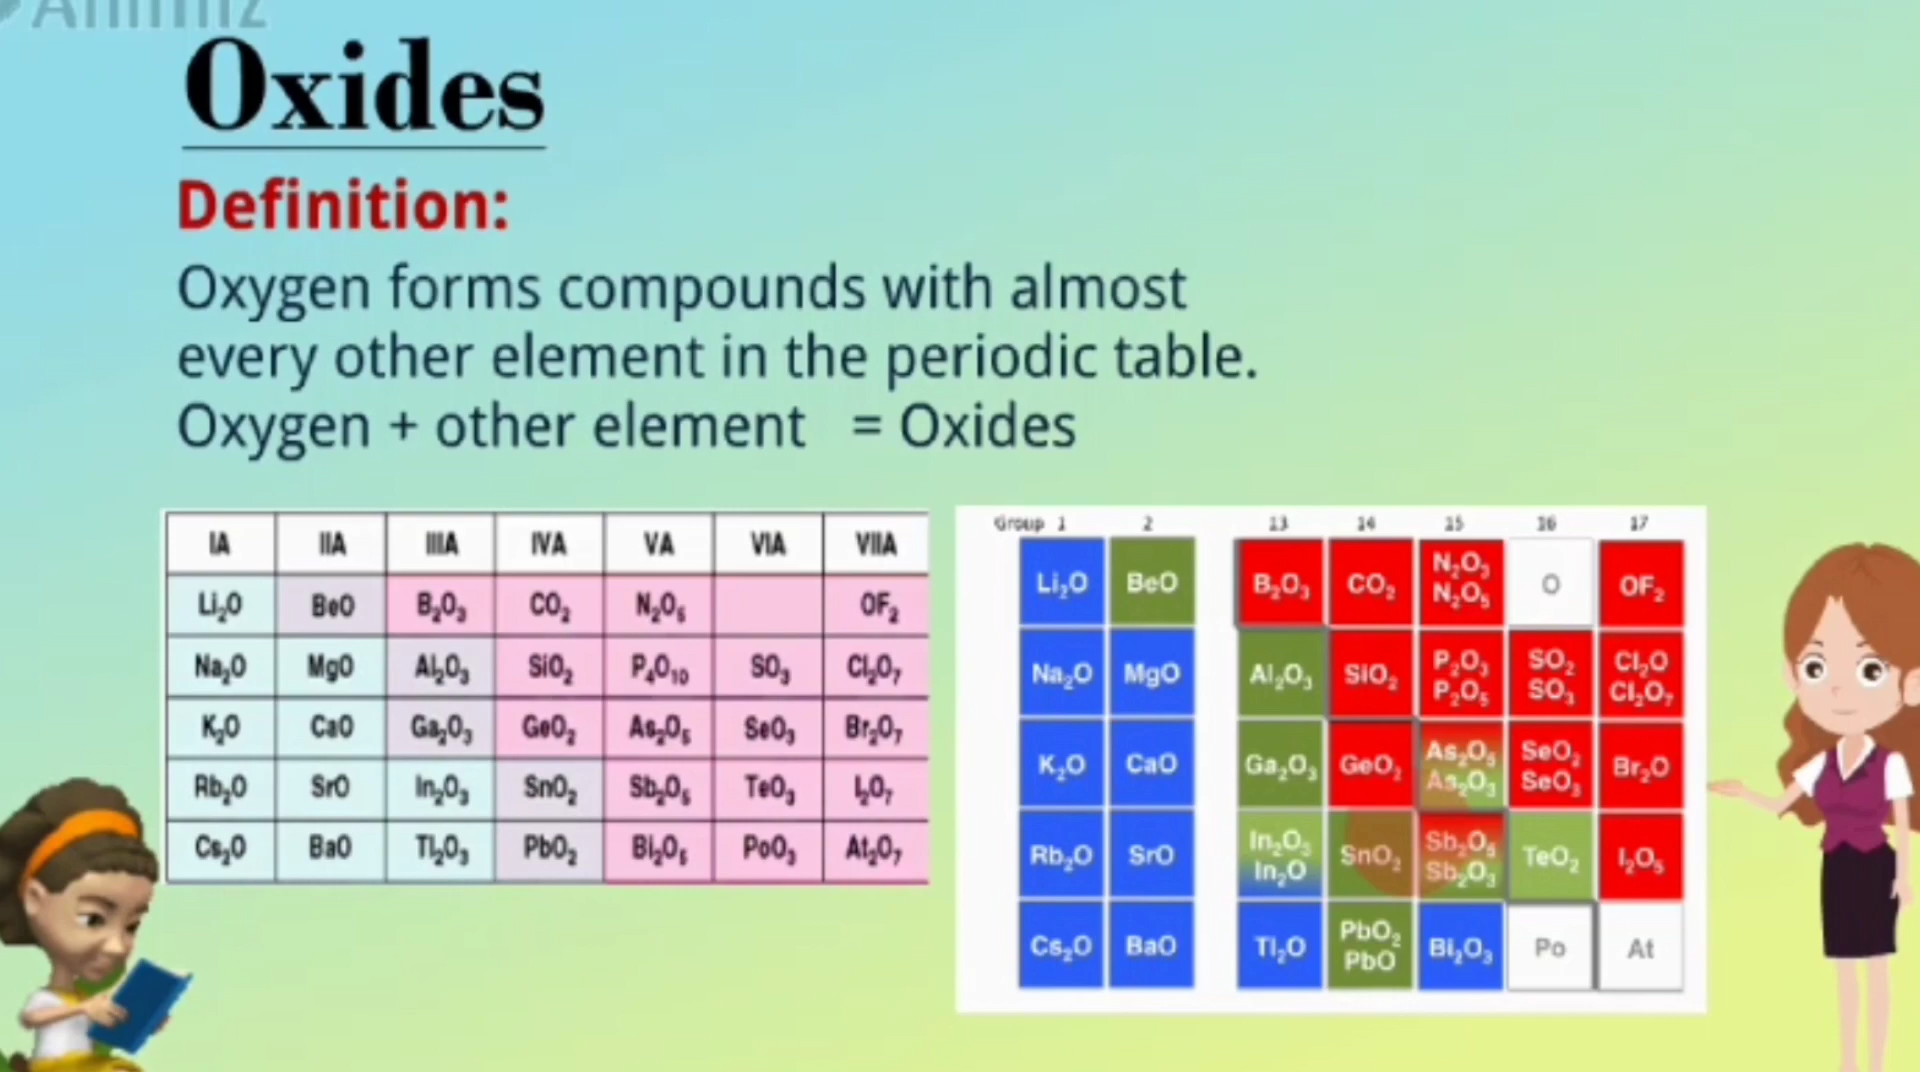 Oxides
Definition:
Oxygen forms compounds with almost
every other element in the periodic table.
Oxygen + other element = Oxides
IA IIA IIIA IVA VA VIA VIIA
Li₂O BeO B₂O₃ CO₂ N₂O₅ OF₂
Na₂O MgO Al₂O₃ SiO₂ P₄O₁₀ SO₃ Cl₂O₇
K₂O CaO Ga₂O₃ GeO₂ As₂O₅ SeO₃ Br₂O₇
Rb₂O SrO In₂O₃ SnO₂ Sb₂O₅ TeO₃ I₂O₇
Cs₂O BaO Tl₂O₃ PbO₂ Bi₂O₅ PoO₃ At₂O₇
Group 1 2 13 14 15 16 17
Li₂O BeO B₂O₃ CO₂ N₂O₃ N₂O₅ O OF₂
Na₂O MgO Al₂O₃ SiO₂ P₂O₃ P₂O₅ SO₂ SO₃ Cl₂O Cl₂O₇
K₂O CaO Ga₂O₃ GeO₂ As₂O₅ As₂O₃ SeO₂ SeO₃ Br₂O
Rb₂O SrO In₂O₃ In₂O SnO₂ Sb₂O₅ Sb₂O₃ TeO₂ I₂O₅
Cs₂O BaO Tl₂O PbO₂ PbO Bi₂O₃ Po At